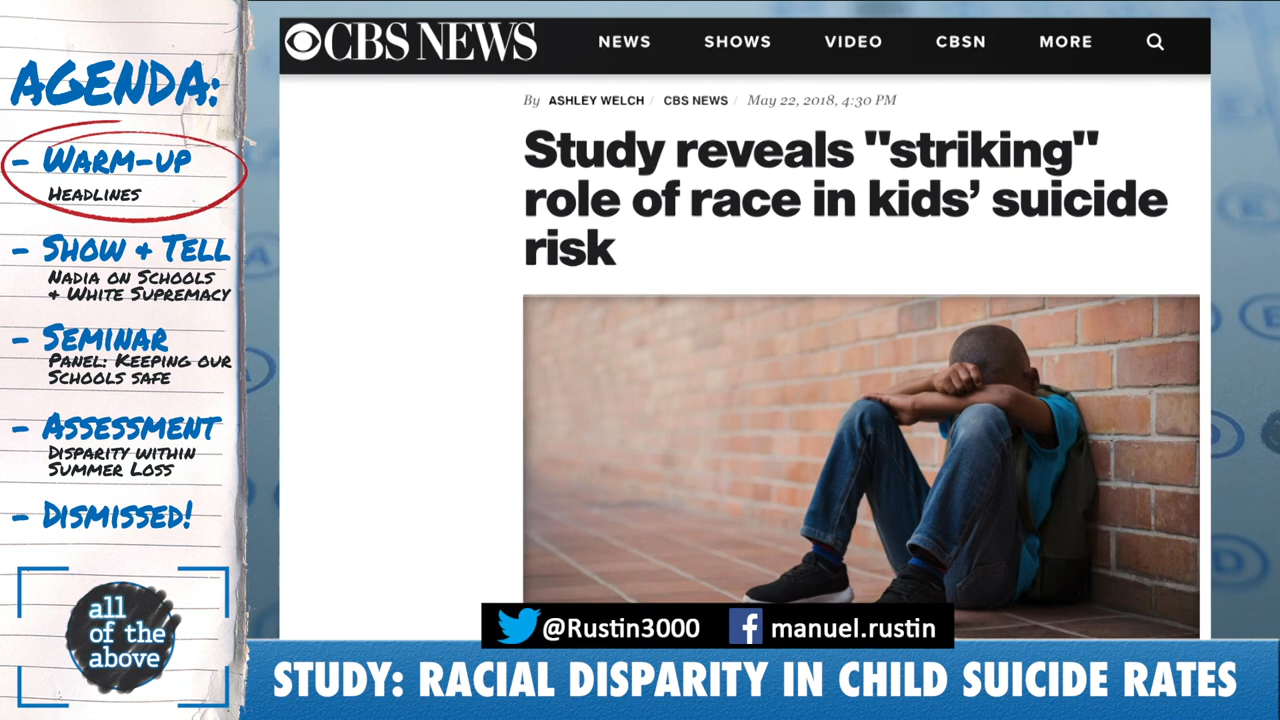 AGENDA:
- WARM-UP
HEADLINES
- SHOW + TELL
NADIA ON SCHOOLS
+ WHITE SUPREMACY
- SEMINAR
PANEL: KEEPING OUR
SCHOOLS SAFE
- ASSESSMENT
DISPARITY WITHIN
SUMMER LOSS
- DISMISSED!
all
of the
above
CBS NEWS
NEWS SHOWS VIDEO CBSN MORE
By ASHLEY WELCH / CBS NEWS / May 22, 2018, 4:30 PM
Study reveals "striking"
role of race in kids’ suicide
risk
@Rustin3000 manuel.rustin
STUDY: RACIAL DISPARITY IN CHILD SUICIDE RATES